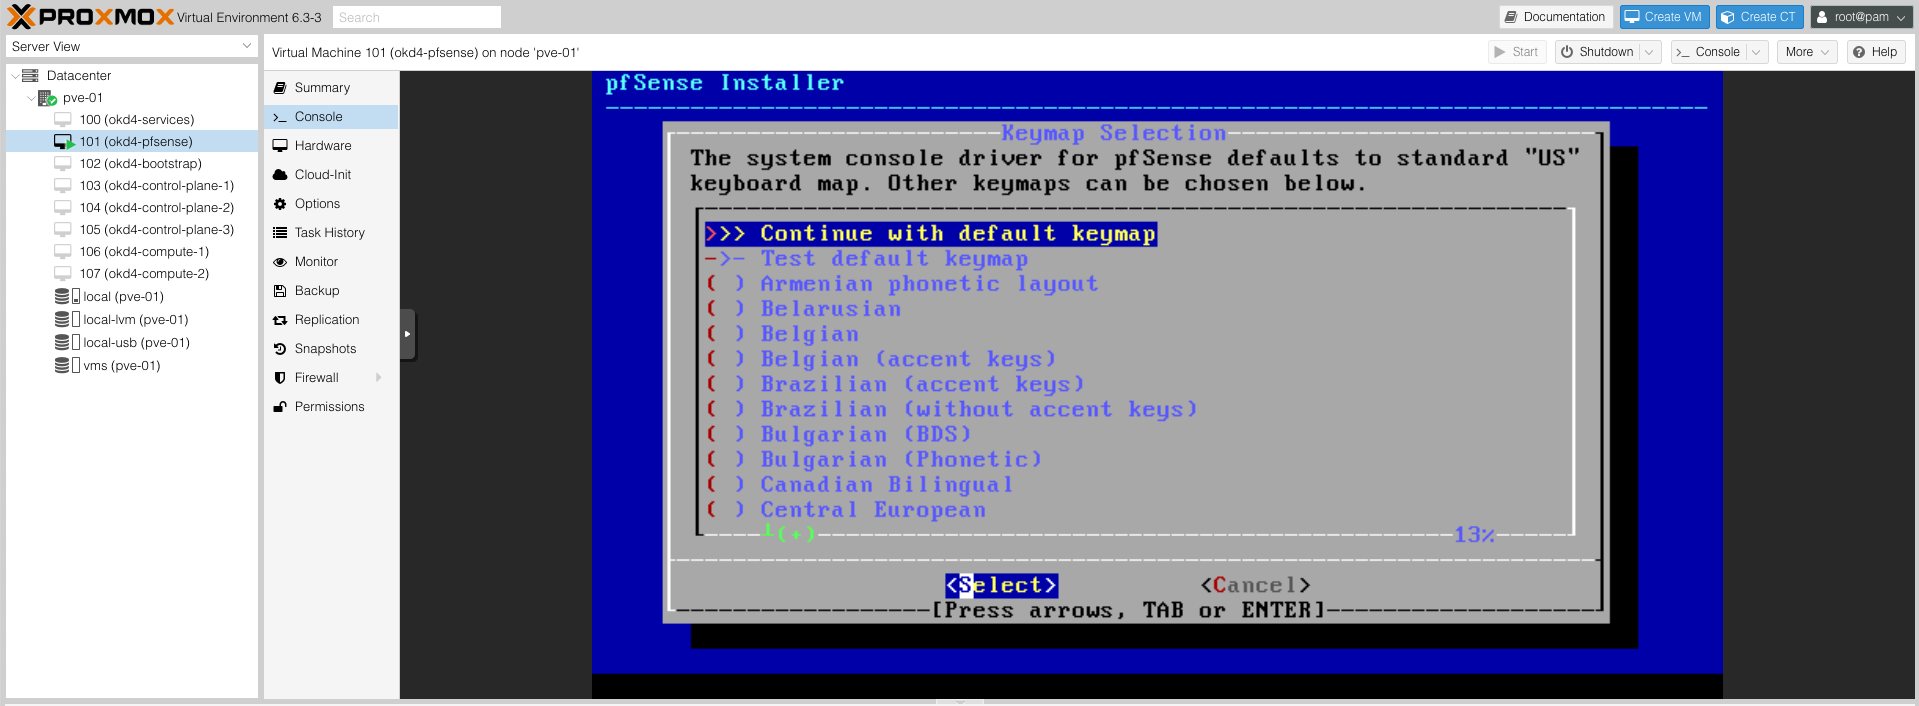 PROXMOX Virtual Environment 6.3-3 Search Documentation Create VM Create CT root@pam
Server View
Virtual Machine 101 (okd4-pfsense) on node 'pve-01' Start Shutdown Console More Help
Datacenter
pve-01
100 (okd4-services)
101 (okd4-pfsense)
102 (okd4-bootstrap)
103 (okd4-control-plane-1)
104 (okd4-control-plane-2)
105 (okd4-control-plane-3)
106 (okd4-compute-1)
107 (okd4-compute-2)
local (pve-01)
local-lvm (pve-01)
local-usb (pve-01)
vms (pve-01)
Summary
Console
Hardware
Cloud-Init
Options
Task History
Monitor
Backup
Replication
Snapshots
Firewall
Permissions
pfSense Installer
Keymap Selection
The system console driver for pfSense defaults to standard "US"
keyboard map. Other keymaps can be chosen below.
>>> Continue with default keymap
->- Test default keymap
( ) Armenian phonetic layout
( ) Belarusian
( ) Belgian
( ) Belgian (accent keys)
( ) Brazilian (accent keys)
( ) Brazilian (without accent keys)
( ) Bulgarian (BDS)
( ) Bulgarian (Phonetic)
( ) Canadian Bilingual
( ) Central European
(+) 13%
<Select> <Cancel>
[Press arrows, TAB or ENTER]